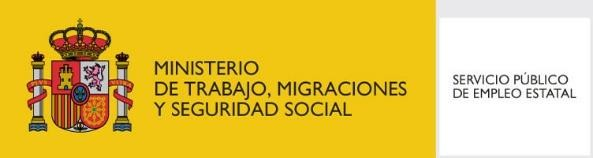 MINISTERIO
DE TRABAJO, MIGRACIONES
Y SEGURIDAD SOCIAL
SERVICIO PÚBLICO
DE EMPLEO ESTATAL